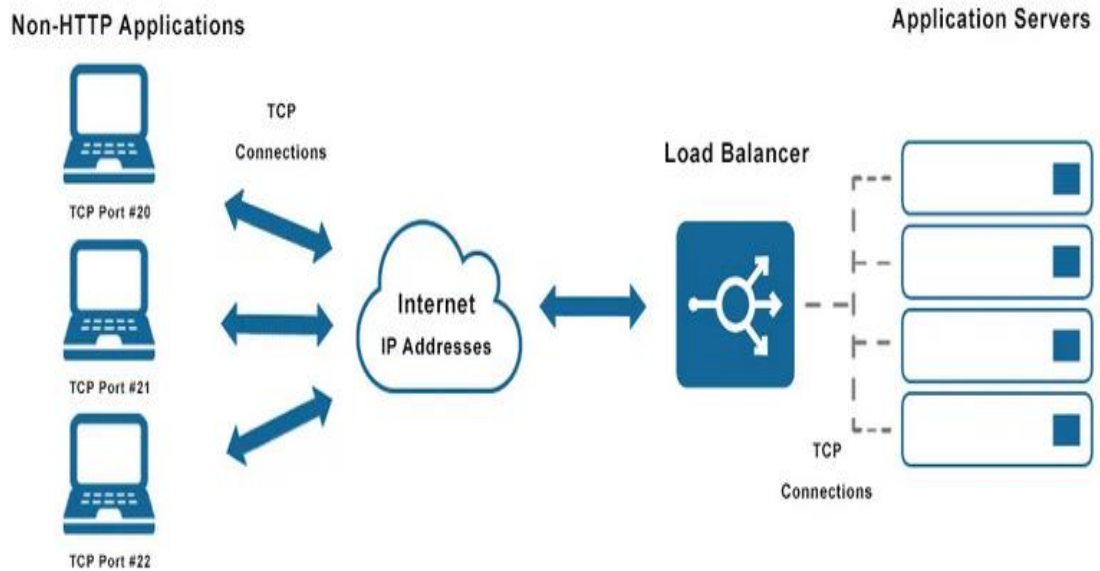 Non-HTTP Applications
Application Servers
TCP
Connections
Load Balancer
TCP Port #20
Internet
IP Addresses
TCP Port #21
TCP
Connections
TCP Port #22